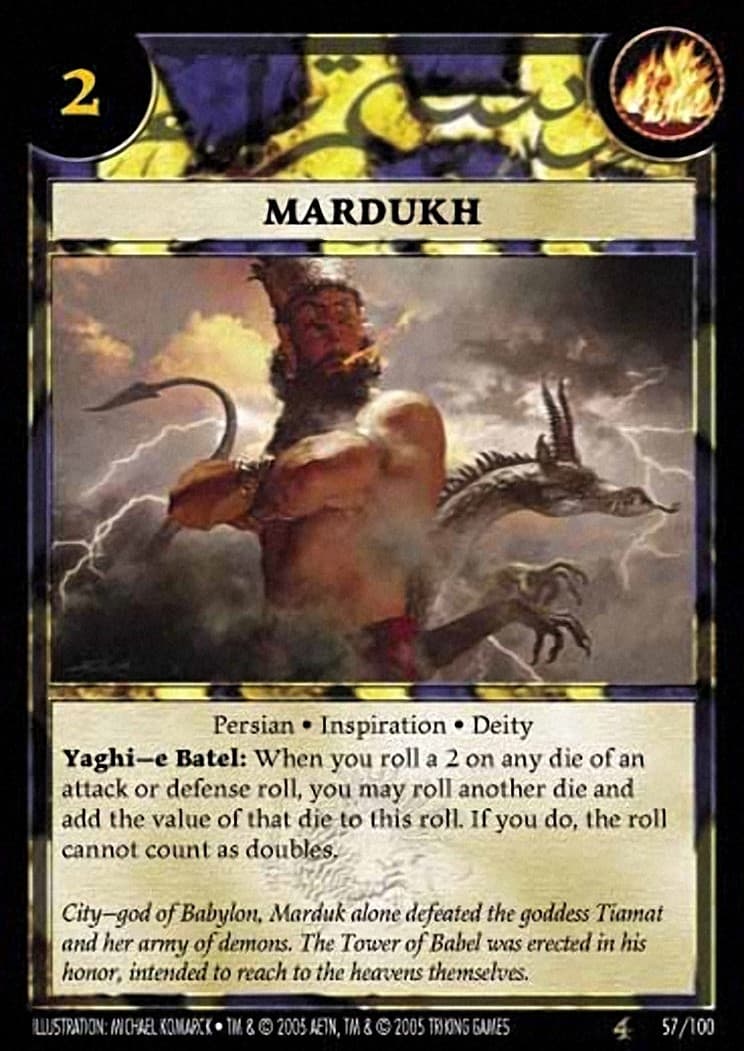 2
MARDUKH
Persian • Inspiration • Deity
Yaghi–e Batel: When you roll a 2 on any die of an
attack or defense roll, you may roll another die and
add the value of that die to this roll. If you do, the roll
cannot count as doubles.
City–god of Babylon, Marduk alone defeated the goddess Tiamat
and her army of demons. The Tower of Babel was erected in his
honor, intended to reach to the heavens themselves.
ILLUSTRATION: MICHAEL KOMARCK • TM & © 2005 AETN, TM & © 2005 TRIKING GAMES 4 57/100